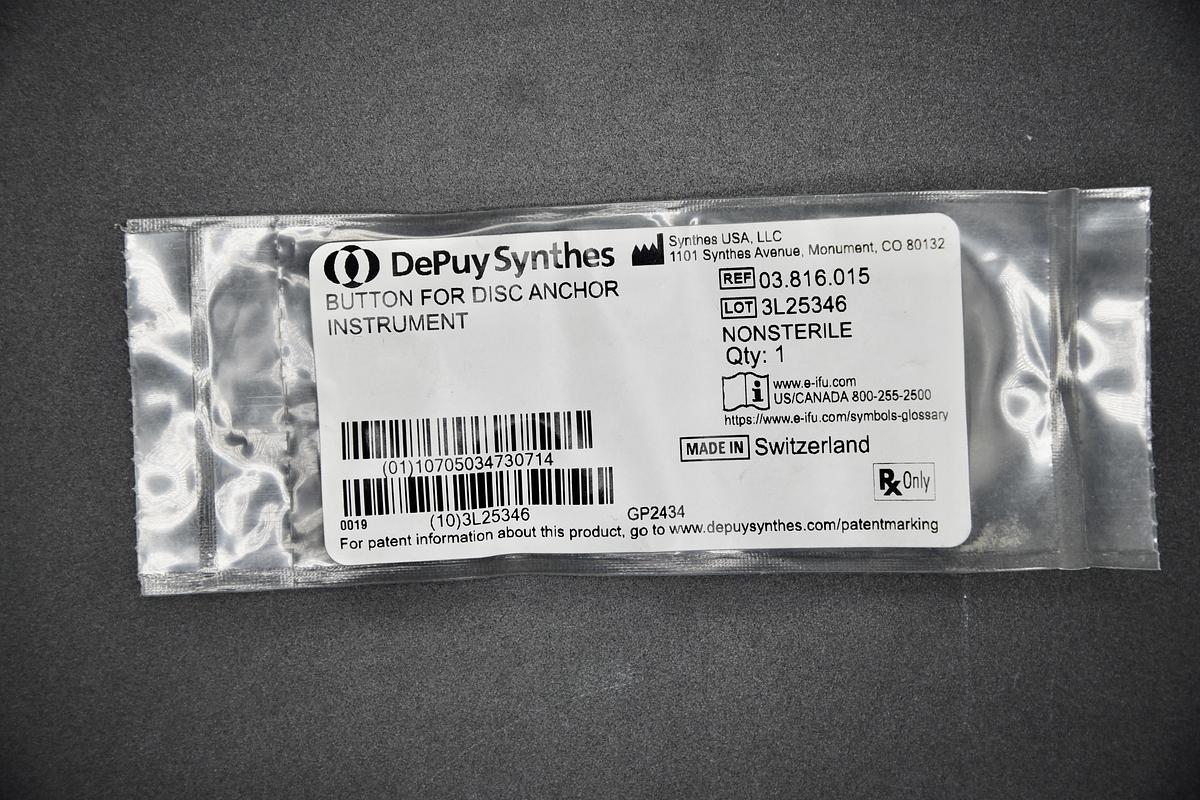 DePuy Synthes
BUTTON FOR DISC ANCHOR
INSTRUMENT
Synthes USA, LLC
1101 Synthes Avenue, Monument, CO 80132
REF 03.816.015
LOT 3L25346
NONSTERILE
Qty: 1
i www.e-ifu.com
US/CANADA 800-255-2500
https://www.e-ifu.com/symbols-glossary
MADE IN Switzerland
Rx Only
(01)10705034730714
0019 (10)3L25346 GP2434
For patent information about this product, go to www.depuysynthes.com/patentmarking